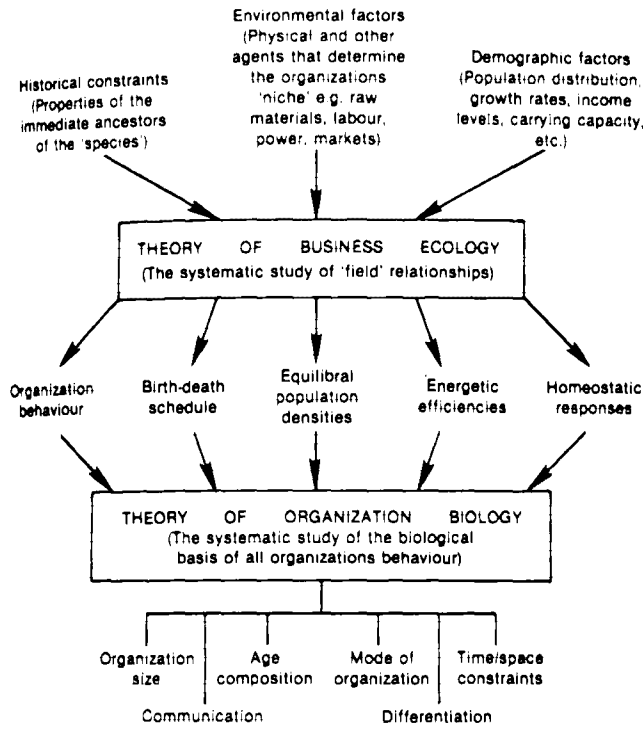 Historical constraints
(Properties of the
immediate ancestors
of the 'species')
Environmental factors
(Physical and other
agents that determine
the organizations
'niche' e.g. raw
materials, labour,
power, markets)
Demographic factors
(Population distribution,
growth rates, income
levels, carrying capacity,
etc.)
THEORY OF BUSINESS ECOLOGY
(The systematic study of 'field' relationships)
Organization
behaviour
Birth-death
schedule
Equilibral
population
densities
Energetic
efficiencies
Homeostatic
responses
THEORY OF ORGANIZATION BIOLOGY
(The systematic study of the biological
basis of all organizations behaviour)
Organization
size
Age
composition
Mode of
organization
Time/space
constraints
Communication
Differentiation